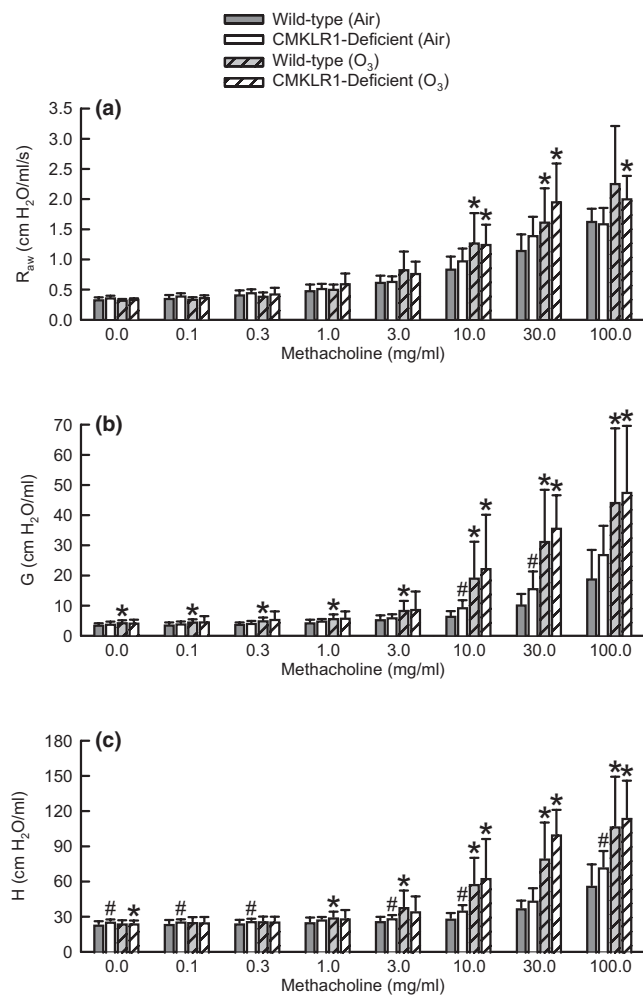 Wild-type (Air)
CMKLR1-Deficient (Air)
Wild-type (O₃)
CMKLR1-Deficient (O₃)
(a)
R_aw (cm H₂O/ml/s)
3.5
3.0
2.5
2.0
1.5
1.0
0.5
0.0
* * * * *
0.0 0.1 0.3 1.0 3.0 10.0 30.0 100.0
Methacholine (mg/ml)
(b)
G (cm H₂O/ml)
70
60
50
40
30
20
10
0
* * * * * # * * # * * * *
0.0 0.1 0.3 1.0 3.0 10.0 30.0 100.0
Methacholine (mg/ml)
(c)
H (cm H₂O/ml)
180
150
120
90
60
30
0
# * # # * # * # * * * * # * *
0.0 0.1 0.3 1.0 3.0 10.0 30.0 100.0
Methacholine (mg/ml)